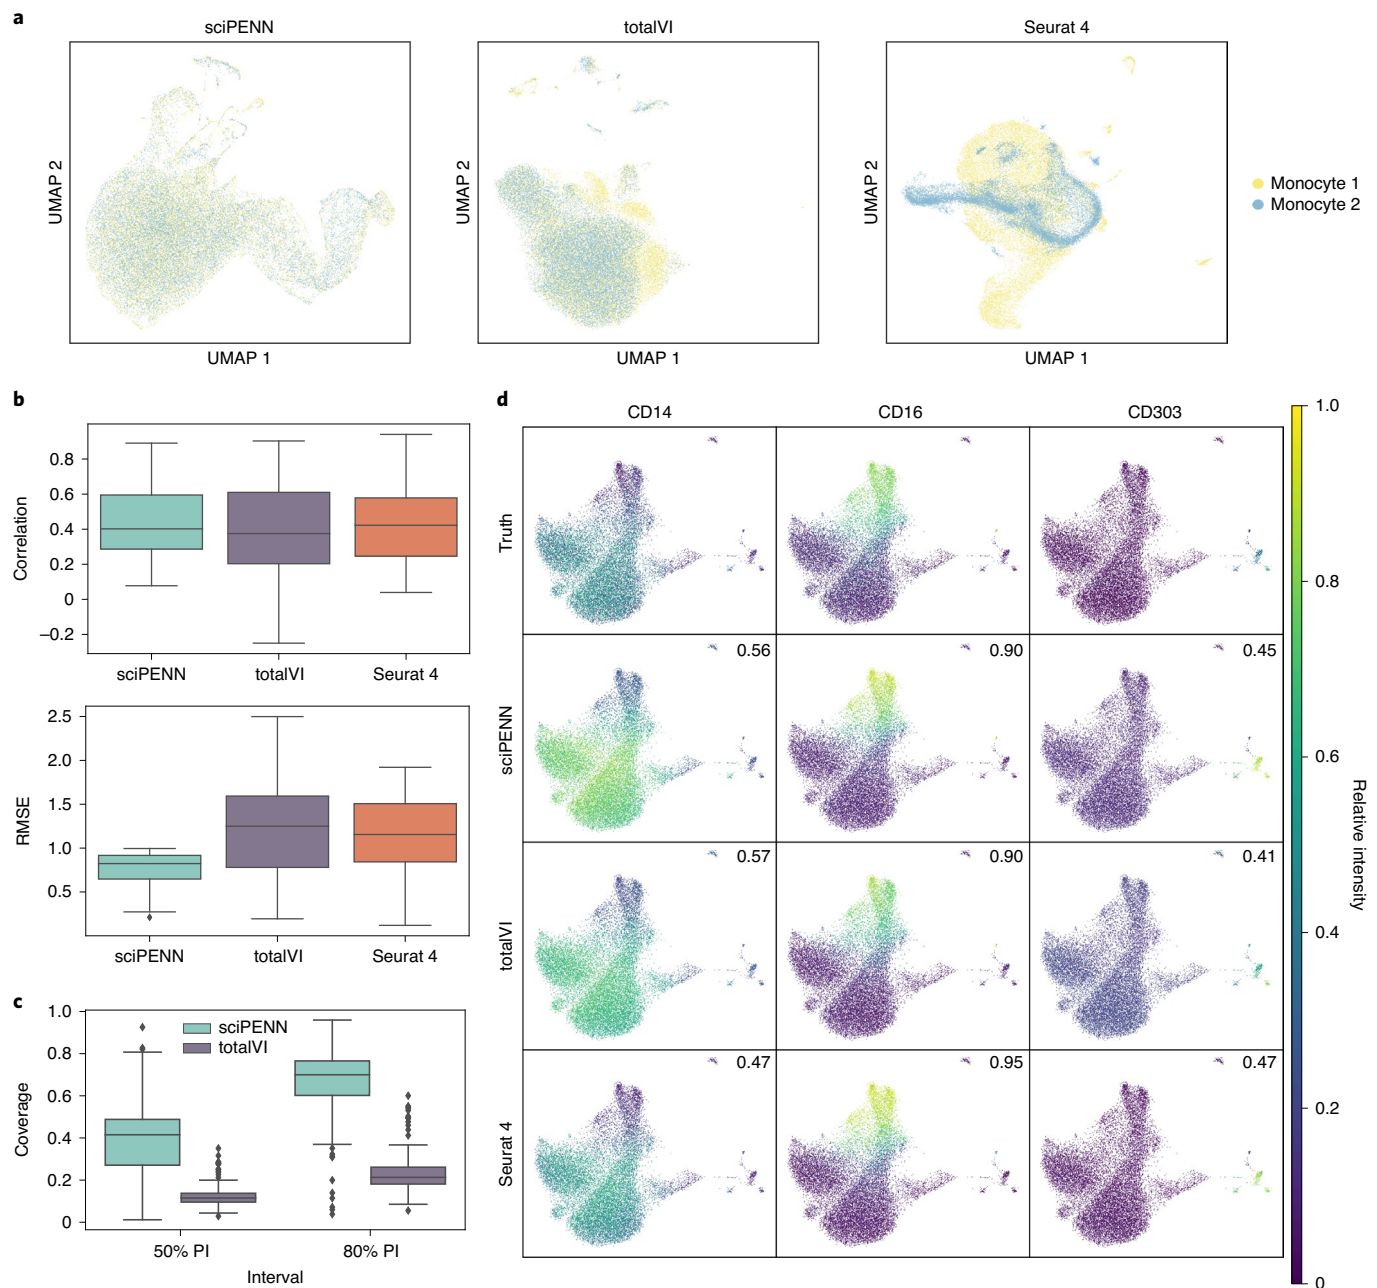 a
sciPENN
totalVI
Seurat 4
UMAP 2
UMAP 2
UMAP 2
UMAP 1
UMAP 1
UMAP 1
Monocyte 1
Monocyte 2
b
0.8
0.6
0.4
0.2
0
–0.2
Correlation
sciPENN
totalVI
Seurat 4
2.5
2.0
1.5
1.0
0.5
RMSE
sciPENN
totalVI
Seurat 4
c
1.0
0.8
0.6
0.4
0.2
0
Coverage
sciPENN
totalVI
50% PI
80% PI
Interval
d
CD14
CD16
CD303
Truth
sciPENN
0.56
0.90
0.45
totalVI
0.57
0.90
0.41
Seurat 4
0.47
0.95
0.47
1.0
0.8
0.6
0.4
0.2
0
Relative intensity